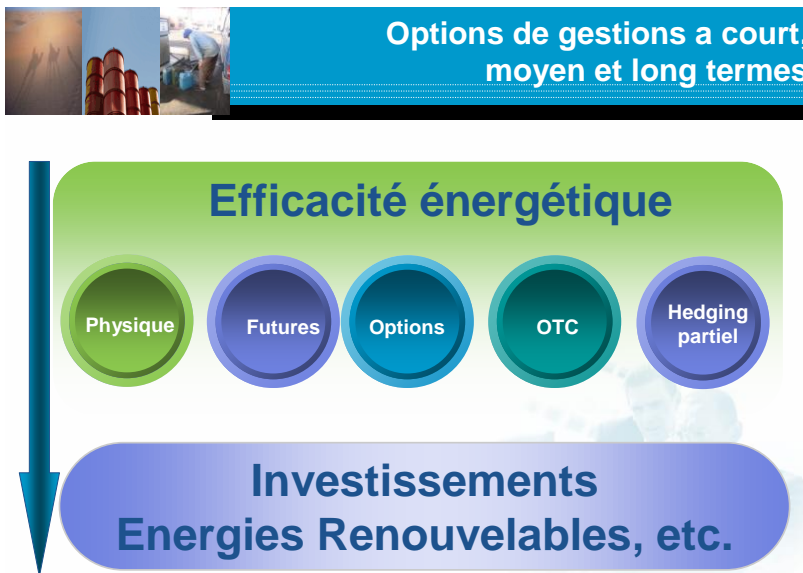 Options de gestions a court,
moyen et long termes
Efficacité énergétique
Physique
Futures
Options
OTC
Hedging
partiel
Investissements
Energies Renouvelables, etc.